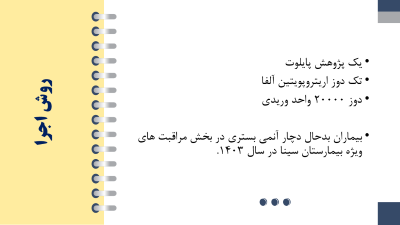 روش اجرا
• یک پژوهش پایلوت
• تک دوز اریتروپویتین آلفا
• دوز ۲۰۰۰۰ واحد وریدی
• بیماران بدحال دچار آنمی بستری در بخش مراقبت های
ویژه بیمارستان سینا در سال ۱۴۰۳.